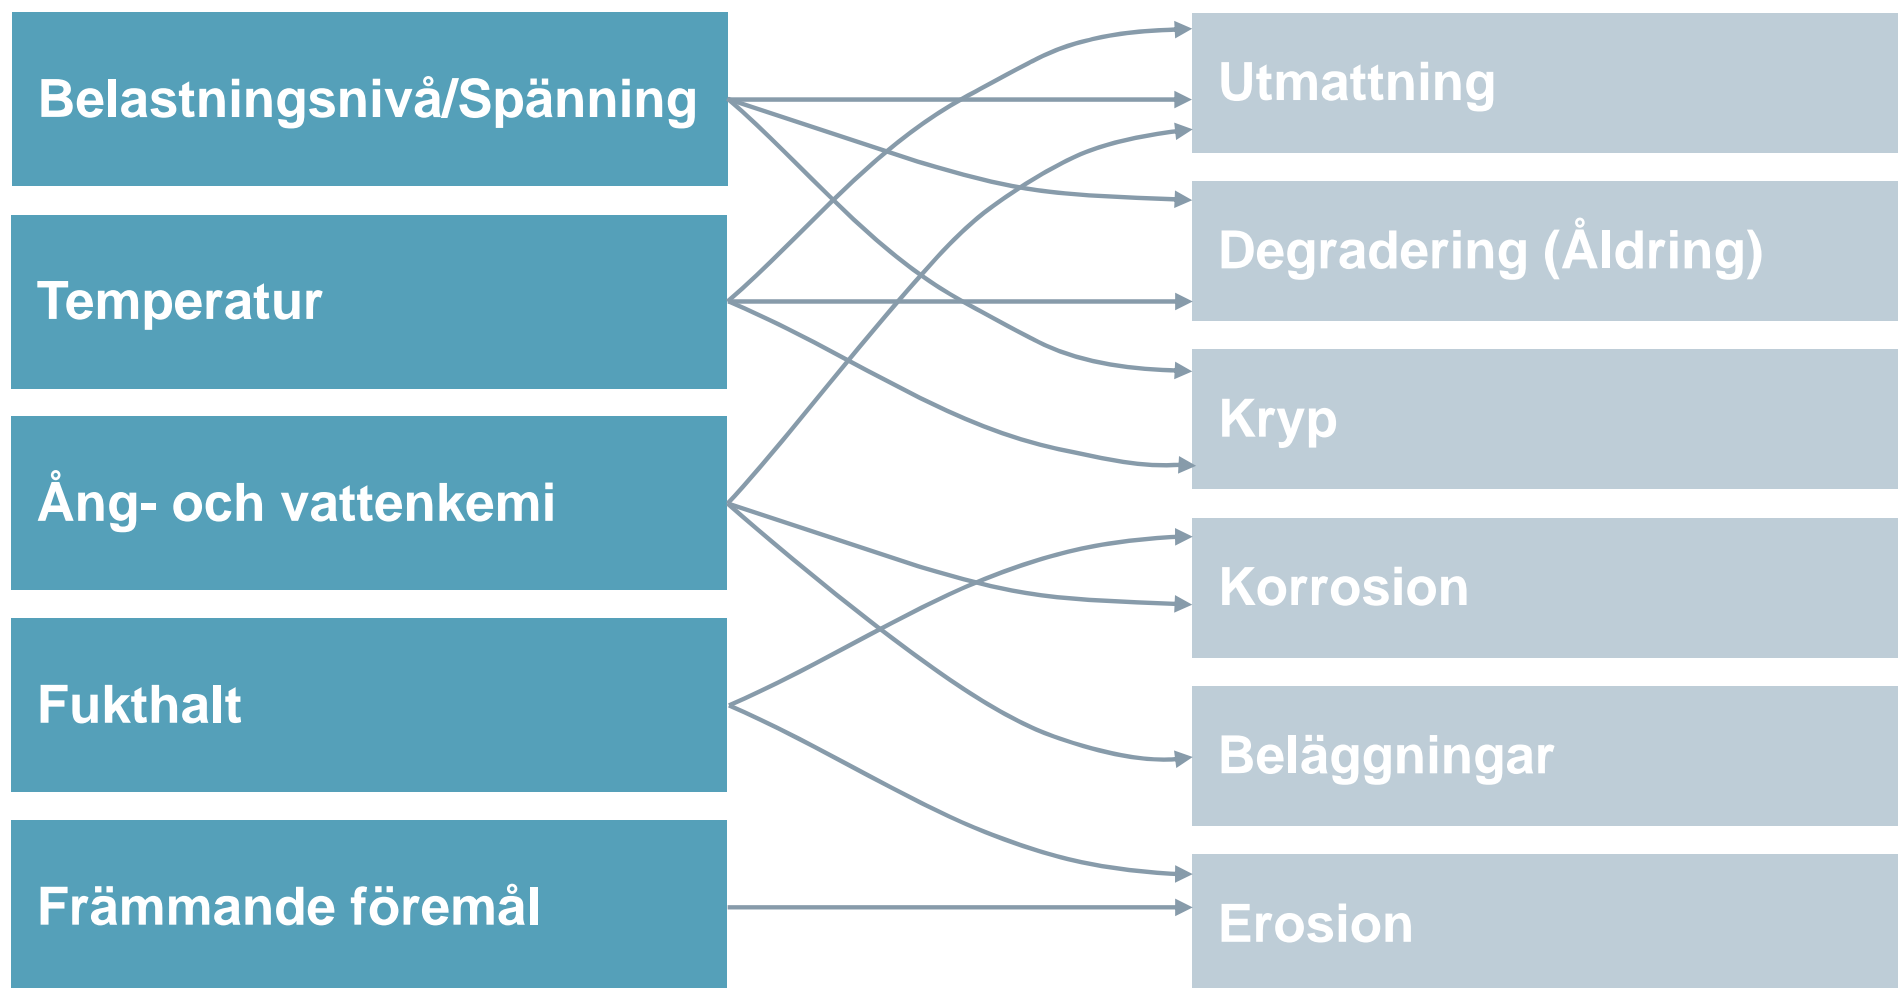 Belastningsnivå/Spänning
Temperatur
Ång- och vattenkemi
Fukthalt
Främmande föremål
Utmattning
Degradering (Åldring)
Kryp
Korrosion
Beläggningar
Erosion